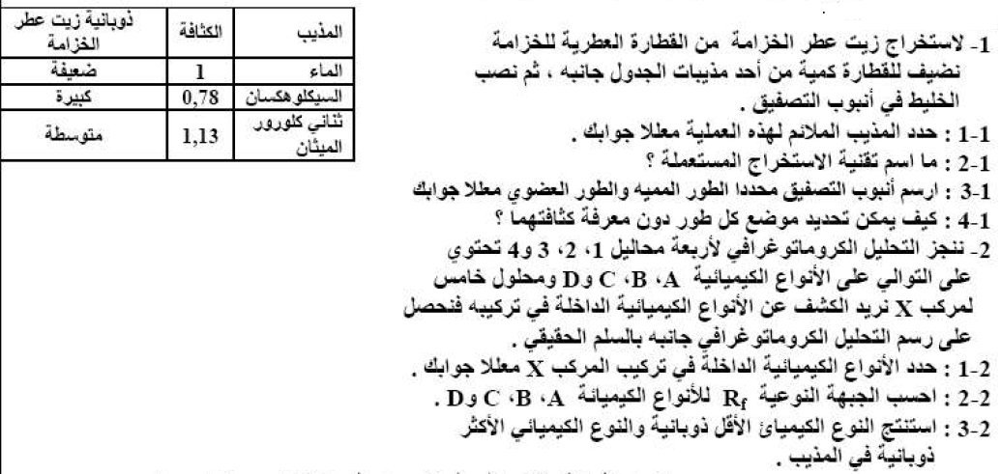 1- لاستخراج زيت عطر الخزامة من القطارة العطرية للخزامة
نضيف للقطارة كمية من أحد مذيبات الجدول جانبه ، ثم نصب
الخليط في أنبوب التصفيق .
1-1 : حدد المذيب الملائم لهذه العملية معللا جوابك .
2-1 : ما اسم تقنية الاستخراج المستعملة ؟
3-1 : ارسم أنبوب التصفيق محددا الطور المميه والطور العضوي معللا جوابك
4-1 : كيف يمكن تحديد موضع كل طور دون معرفة كثافتهما ؟
2- ننجز التحليل الكروماتوغرافي لأربعة محاليل 1، 2، 3 و4 تحتوي
على التوالي على الأنواع الكيميائية A، B، C وD ومحلول خامس
لمركب X نريد الكشف عن الأنواع الكيميائية الداخلة في تركيبه فنحصل
على رسم التحليل الكروماتوغرافي جانبه بالسلم الحقيقي .
1-2 : حدد الأنواع الكيميائية الداخلة في تركيب المركب X معللا جوابك .
2-2 : احسب الجبهة النوعية Rf للأنواع الكيميائة A، B، C وD .
3-2 : استنتج النوع الكيميائ الأقل ذوبانية والنوع الكيميائي الأكثر
ذوبانية في المذيب .
المذيب | الكثافة | ذوبانية زيت عطر الخزامة
الماء | 1 | ضعيفة
السيكلوهكسان | 0,78 | كبيرة
ثنائي كلورور الميثان | 1,13 | متوسطة